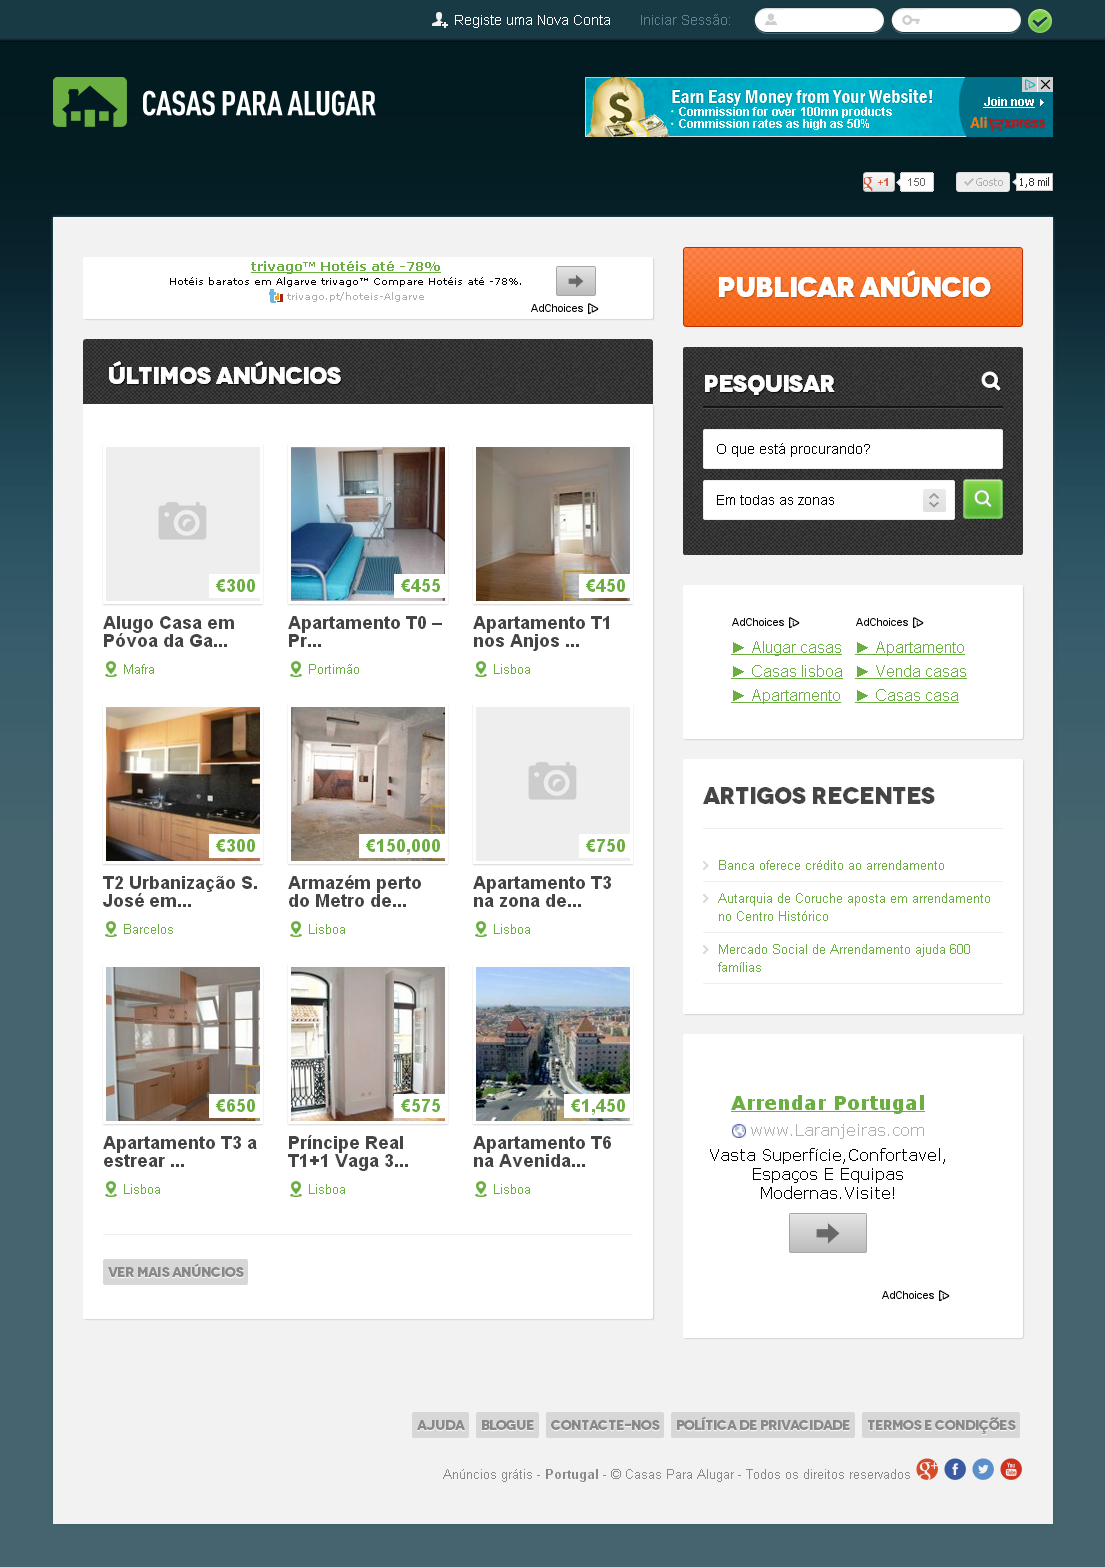 Registe uma Nova Conta
Iniciar Sessão:
CASAS PARA ALUGAR
Earn Easy Money from Your Website!
· Commission for over 100mn products
· Commission rates as high as 50%
Join now
AliExpress
g +1
150
Gosto
1,8 mil
trivago™ Hotéis até -78%
Hotéis baratos em Algarve trivago™ Compare Hotéis até -78%.
trivago.pt/hoteis-Algarve
AdChoices
PUBLICAR ANÚNCIO
ÚLTIMOS ANÚNCIOS
€300
€455
€450
Alugo Casa em
Póvoa da Ga...
Mafra
Apartamento T0 –
Pr...
Portimão
Apartamento T1
nos Anjos ...
Lisboa
€300
€150,000
€750
T2 Urbanização S.
José em...
Barcelos
Armazém perto
do Metro de...
Lisboa
Apartamento T3
na zona de...
Lisboa
€650
€575
€1,450
Apartamento T3 a
estrear ...
Lisboa
Príncipe Real
T1+1 Vaga 3...
Lisboa
Apartamento T6
na Avenida...
Lisboa
VER MAIS ANÚNCIOS
PESQUISAR
O que está procurando?
Em todas as zonas
AdChoices
► Alugar casas
► Casas lisboa
► Apartamento
AdChoices
► Apartamento
► Venda casas
► Casas casa
ARTIGOS RECENTES
Banca oferece crédito ao arrendamento
Autarquia de Coruche aposta em arrendamento
no Centro Histórico
Mercado Social de Arrendamento ajuda 600
famílias
Arrendar Portugal
www.Laranjeiras.com
Vasta Superfície,Confortavel,
Espaços E Equipas
Modernas.Visite!
AdChoices
AJUDA
BLOGUE
CONTACTE-NOS
POLÍTICA DE PRIVACIDADE
TERMOS E CONDIÇÕES
Anúncios grátis - Portugal - © Casas Para Alugar - Todos os direitos reservados